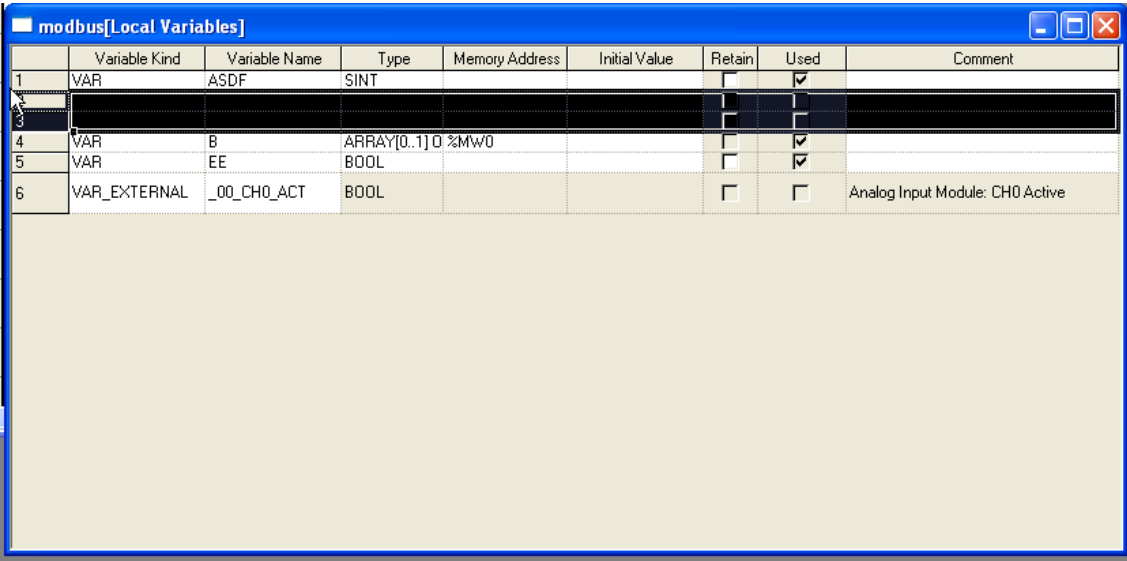 modbus[Local Variables]
Variable Kind Variable Name Type Memory Address Initial Value Retain Used Comment
1 VAR ASDF SINT
3
4 VAR B ARRAY[0..1] O %MW0
5 VAR EE BOOL
6 VAR_EXTERNAL _00_CH0_ACT BOOL Analog Input Module: CH0 Active